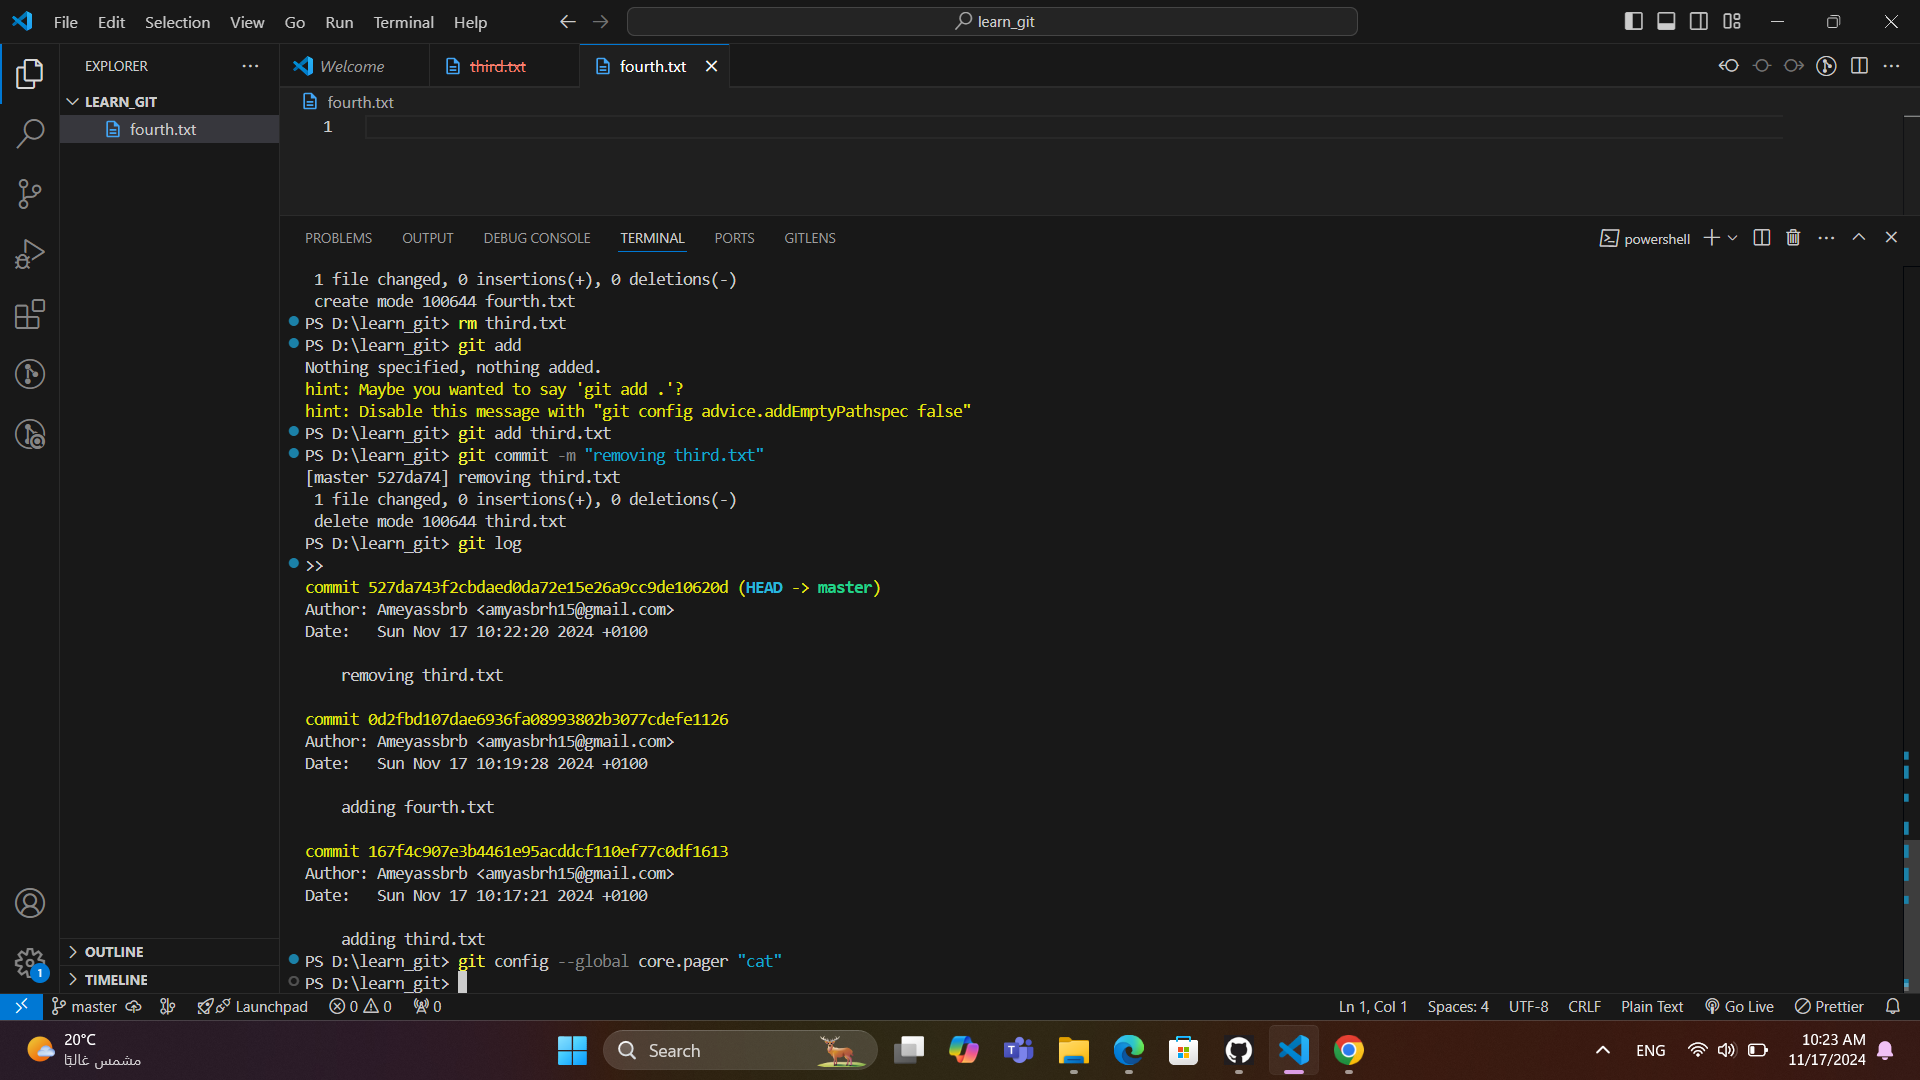 File Edit Selection View Go Run Terminal Help
learn_git
EXPLORER
LEARN_GIT
fourth.txt
OUTLINE
TIMELINE
Welcome
third.txt
fourth.txt
fourth.txt
1
PROBLEMS OUTPUT DEBUG CONSOLE TERMINAL PORTS GITLENS
powershell
1 file changed, 0 insertions(+), 0 deletions(-)
create mode 100644 fourth.txt
PS D:\learn_git> rm third.txt
PS D:\learn_git> git add
Nothing specified, nothing added.
hint: Maybe you wanted to say 'git add .'?
hint: Disable this message with "git config advice.addEmptyPathspec false"
PS D:\learn_git> git add third.txt
PS D:\learn_git> git commit -m "removing third.txt"
[master 527da74] removing third.txt
1 file changed, 0 insertions(+), 0 deletions(-)
delete mode 100644 third.txt
PS D:\learn_git> git log
>>
commit 527da743f2cbdaed0da72e15e26a9cc9de10620d (HEAD -> master)
Author: Ameyassbrb <amyasbrh15@gmail.com>
Date:   Sun Nov 17 10:22:20 2024 +0100
removing third.txt
commit 0d2fbd107dae6936fa08993802b3077cdefe1126
Author: Ameyassbrb <amyasbrh15@gmail.com>
Date:   Sun Nov 17 10:19:28 2024 +0100
adding fourth.txt
commit 167f4c907e3b4461e95acddcf110ef77c0df1613
Author: Ameyassbrb <amyasbrh15@gmail.com>
Date:   Sun Nov 17 10:17:21 2024 +0100
adding third.txt
PS D:\learn_git> git config --global core.pager "cat"
PS D:\learn_git>
1
master Launchpad 0 0 0 Ln 1, Col 1 Spaces: 4 UTF-8 CRLF Plain Text Go Live Prettier
20°C
مشمس غالبًا
Search
ENG
10:23 AM
11/17/2024